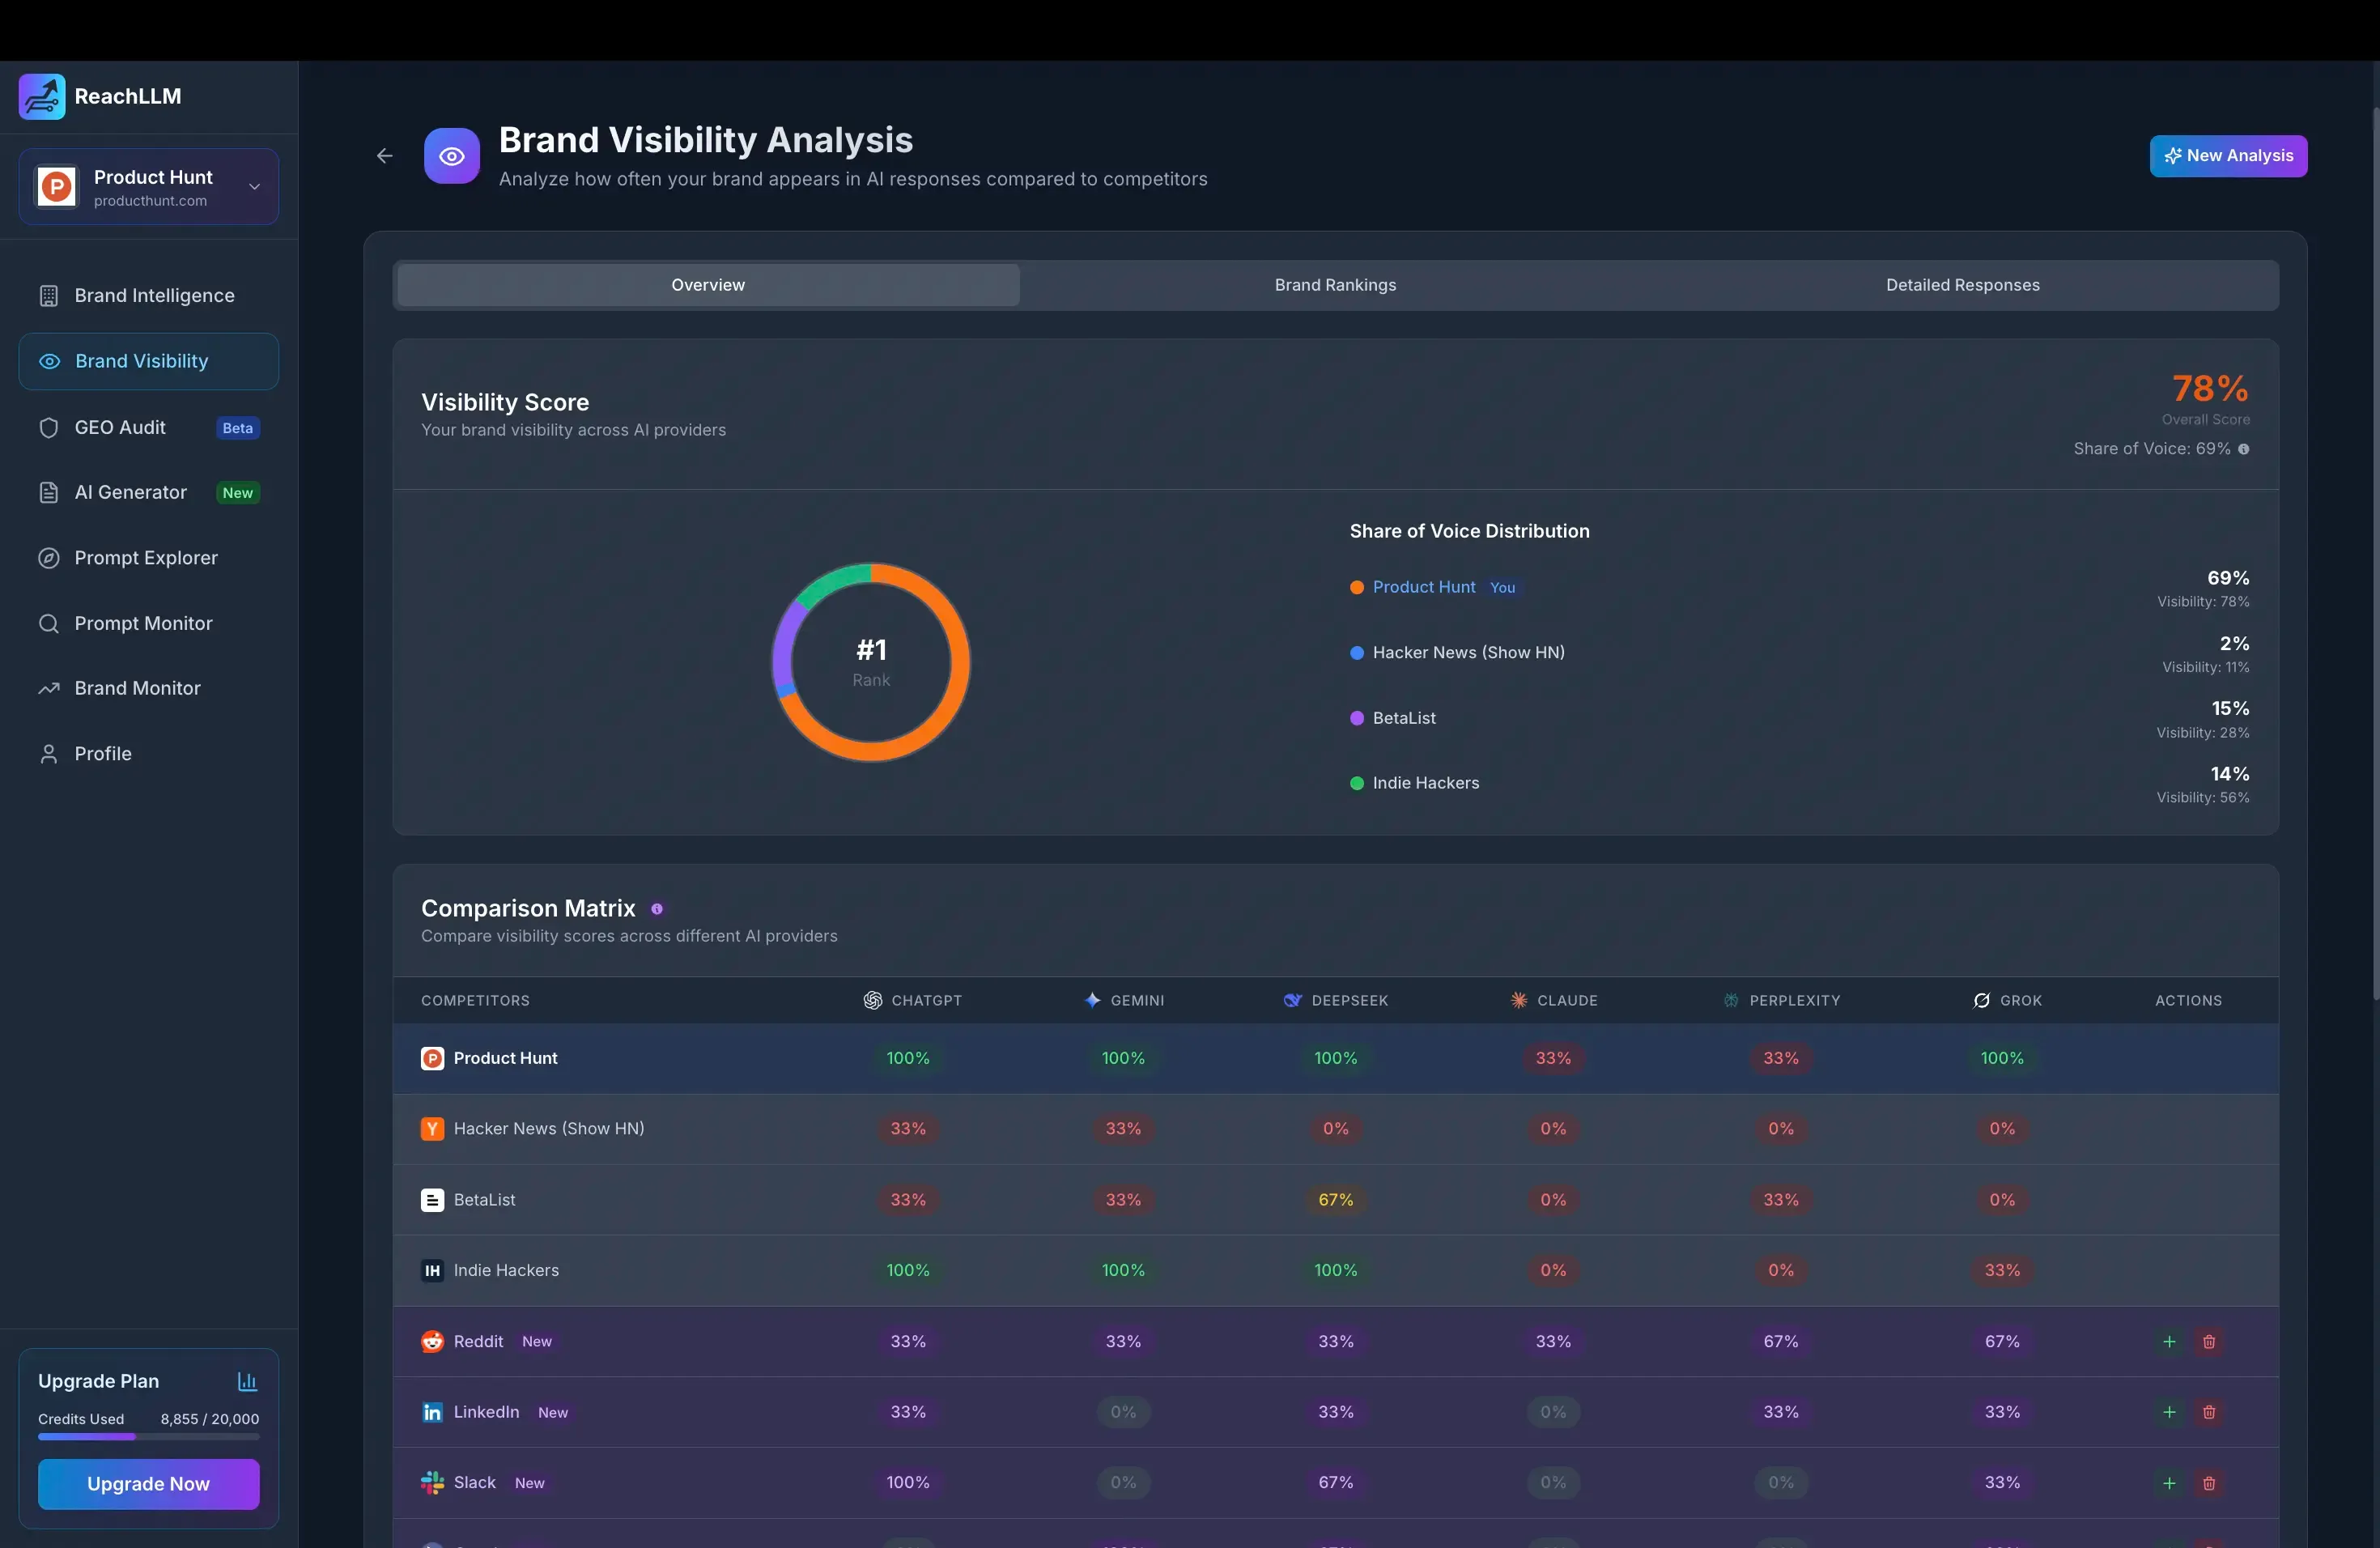 ReachLLM
Product Hunt
producthunt.com
Brand Intelligence
Brand Visibility
GEO Audit Beta
AI Generator New
Prompt Explorer
Prompt Monitor
Brand Monitor
Profile
Upgrade Plan
Credits Used 8,855 / 20,000
Upgrade Now
Brand Visibility Analysis
Analyze how often your brand appears in AI responses compared to competitors
New Analysis
Overview Brand Rankings Detailed Responses
Visibility Score
Your brand visibility across AI providers
78%
Overall Score
Share of Voice: 69%
#1
Rank
Share of Voice Distribution
Product Hunt You 69%
Visibility: 78%
Hacker News (Show HN) 2%
Visibility: 11%
BetaList 15%
Visibility: 28%
Indie Hackers 14%
Visibility: 56%
Comparison Matrix
Compare visibility scores across different AI providers
COMPETITORS CHATGPT GEMINI DEEPSEEK CLAUDE PERPLEXITY GROK ACTIONS
Product Hunt 100% 100% 100% 33% 33% 100%
Hacker News (Show HN) 33% 33% 0% 0% 0% 0%
BetaList 33% 33% 67% 0% 33% 0%
IH Indie Hackers 100% 100% 100% 0% 0% 33%
Reddit New 33% 33% 33% 33% 67% 67%
LinkedIn New 33% 0% 33% 0% 33% 33%
Slack New 100% 0% 67% 0% 0% 33%